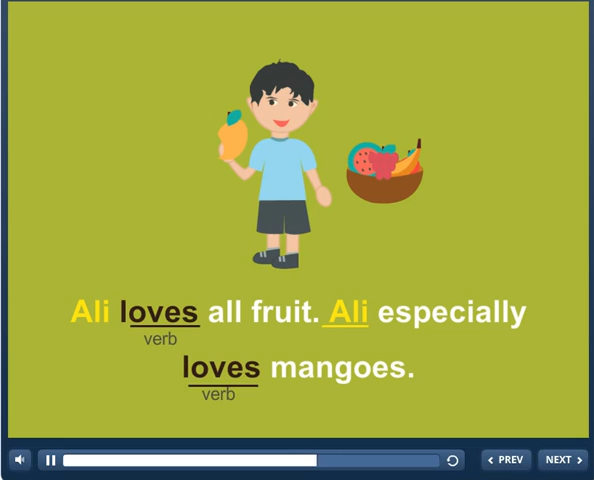 Ali loves all fruit. Ali especially
verb
loves mangoes.
verb
PREV NEXT